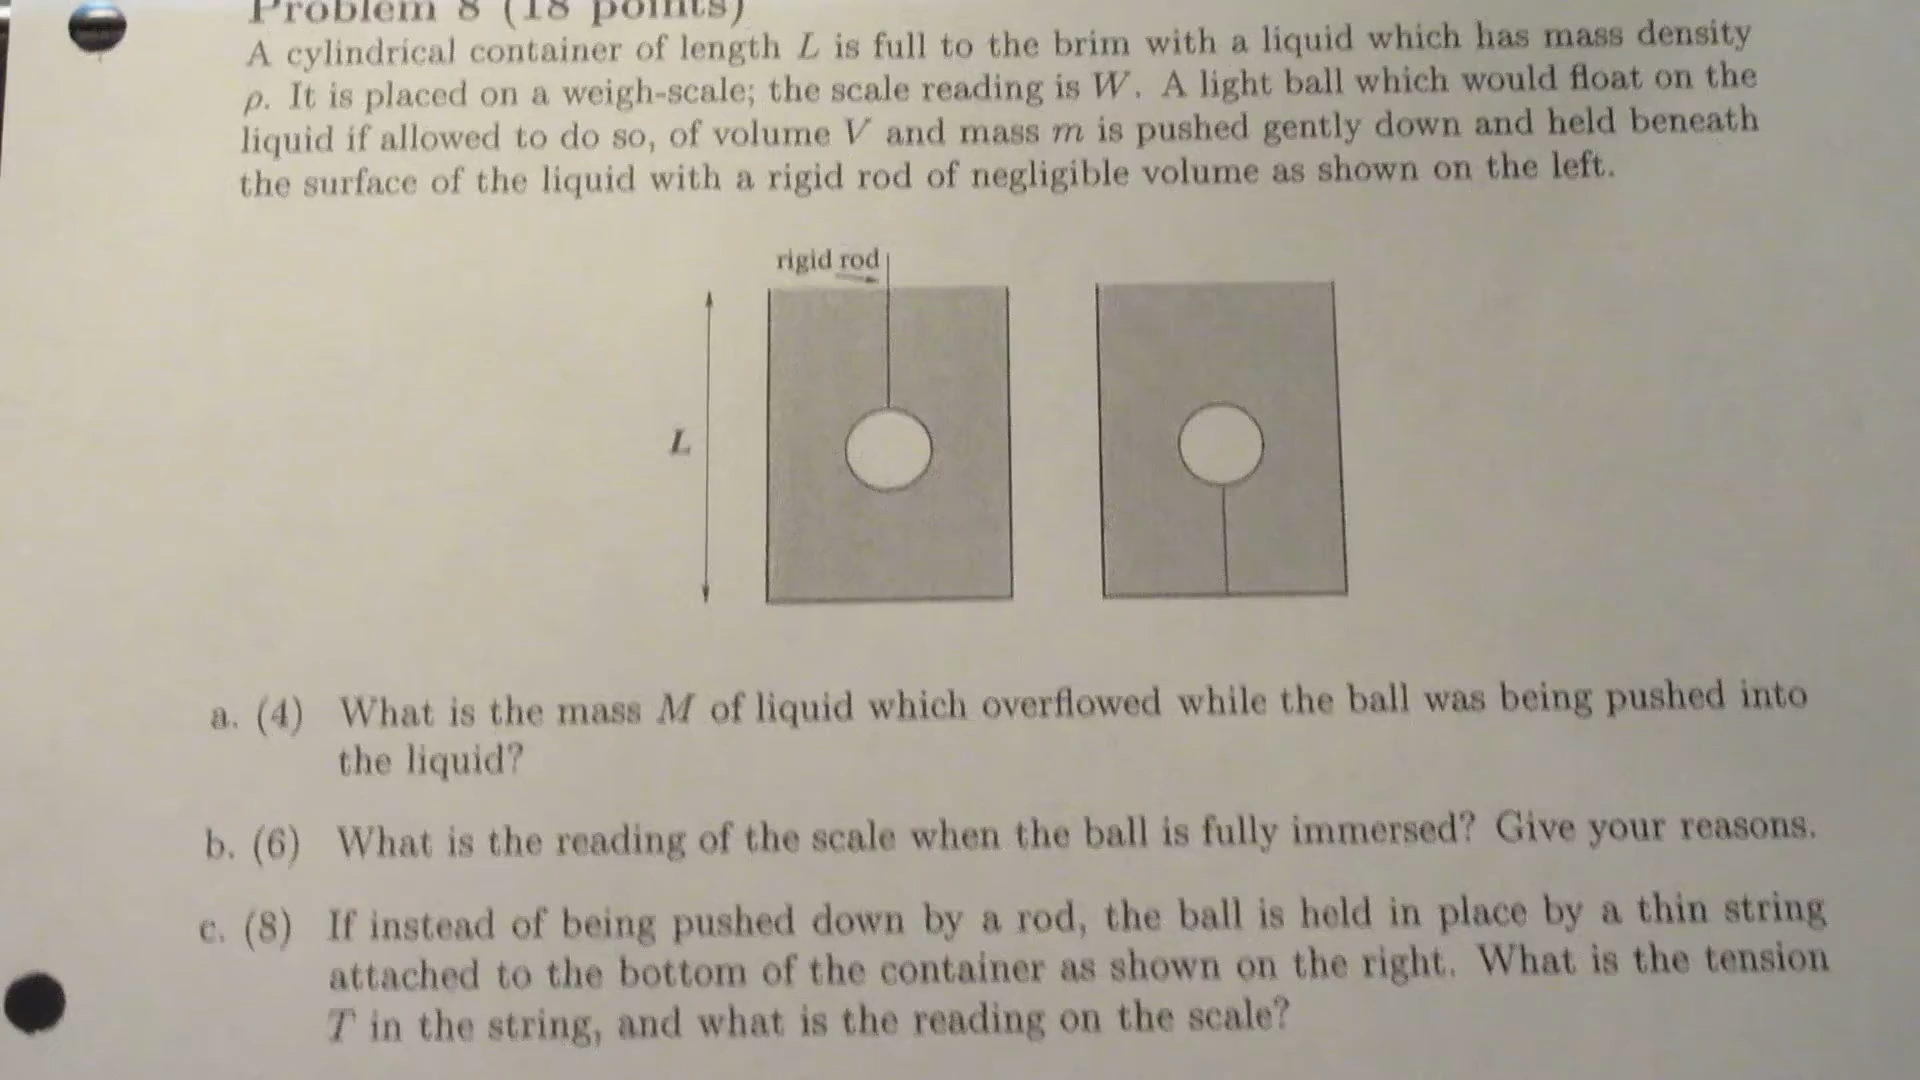 Problem 8 (18 points)
A cylindrical container of length L is full to the brim with a liquid which has mass density
ρ. It is placed on a weigh-scale; the scale reading is W. A light ball which would float on the
liquid if allowed to do so, of volume V and mass m is pushed gently down and held beneath
the surface of the liquid with a rigid rod of negligible volume as shown on the left.
rigid rod
L
a. (4) What is the mass M of liquid which overflowed while the ball was being pushed into
the liquid?
b. (6) What is the reading of the scale when the ball is fully immersed? Give your reasons.
c. (8) If instead of being pushed down by a rod, the ball is held in place by a thin string
attached to the bottom of the container as shown on the right. What is the tension
T in the string, and what is the reading on the scale?